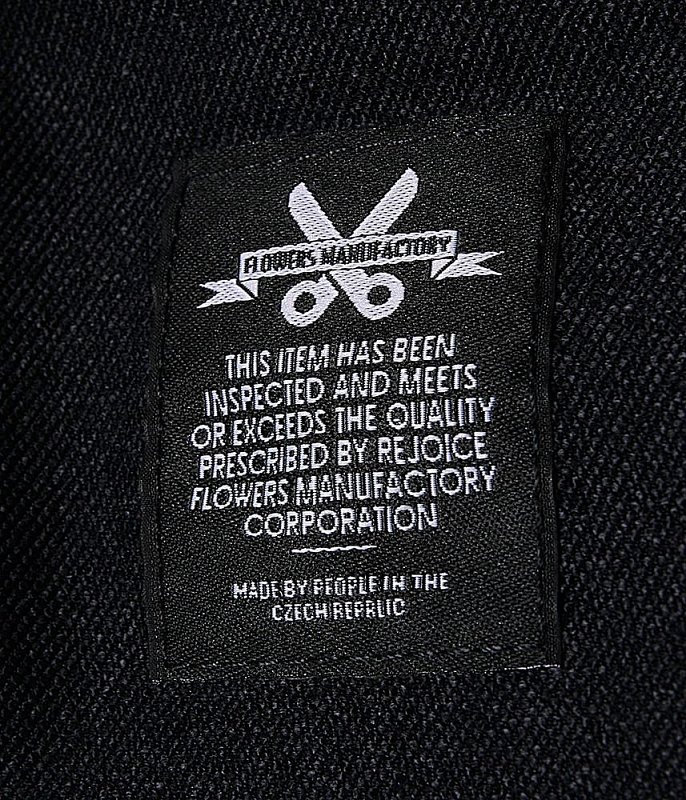 FLOWERS MANUFACTORY
THIS ITEM HAS BEEN
INSPECTED AND MEETS
OR EXCEEDS THE QUALITY
PRESCRIBED BY REJOICE
FLOWERS MANUFACTORY
CORPORATION
MADE BY PEOPLE IN THE
CZECH REPRLIC